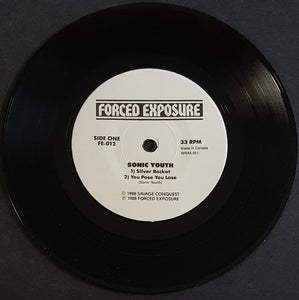 FORCED EXPOSURE
SIDE ONE
FE-012
33 RPM
Made in Canada
SONIC YOUTH
1) Silver Rocket
2) You Pose You Lose
(Sonic Youth)
Ⓟ 1988 SAVAGE CONQUEST
Ⓟ 1988 FORCED EXPOSURE